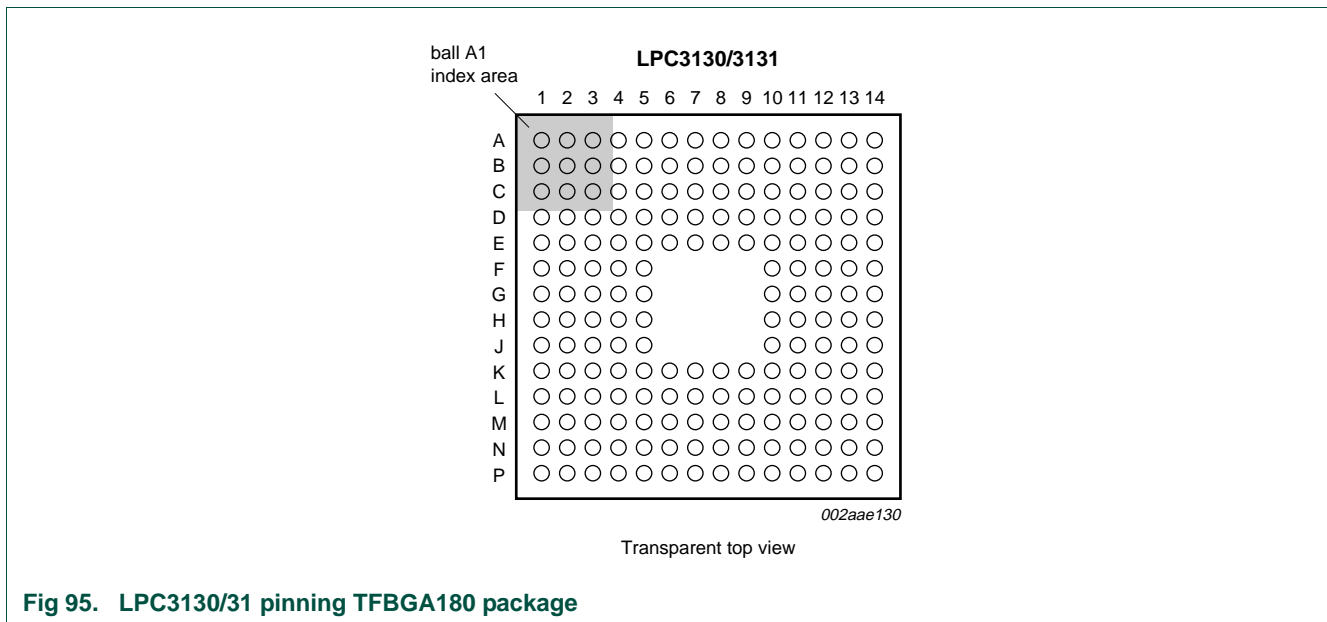 ball A1
index area
LPC3130/3131
1 2 3 4 5 6 7 8 9 10 11 12 13 14
A
B
C
D
E
F
G
H
J
K
L
M
N
P
002aae130
Transparent top view
Fig 95. LPC3130/31 pinning TFBGA180 package